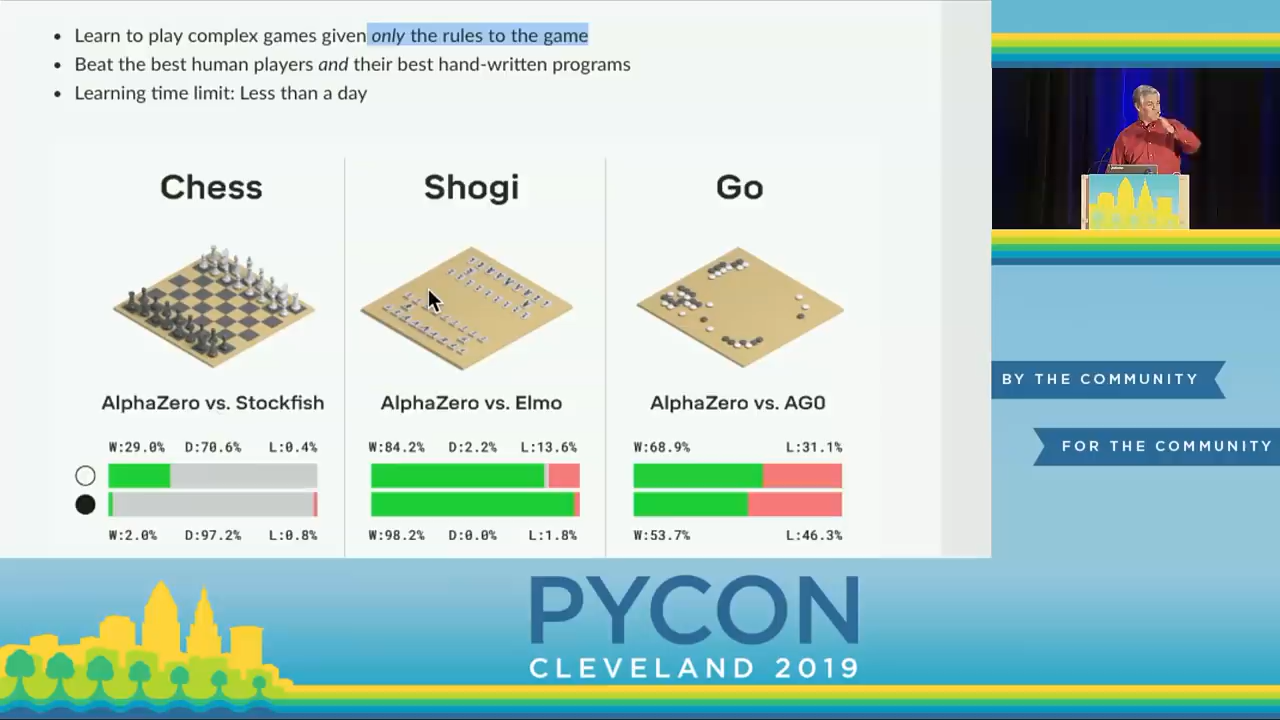 • Learn to play complex games given only the rules to the game
• Beat the best human players and their best hand-written programs
• Learning time limit: Less than a day
Chess
Shogi
Go
AlphaZero vs. Stockfish
AlphaZero vs. Elmo
AlphaZero vs. AG0
W:29.0% D:70.6% L:0.4%
W:84.2% D:2.2% L:13.6%
W:68.9% L:31.1%
W:2.0% D:97.2% L:0.8%
W:98.2% D:0.0% L:1.8%
W:53.7% L:46.3%
BY THE COMMUNITY
FOR THE COMMUNITY
PYCON
CLEVELAND 2019